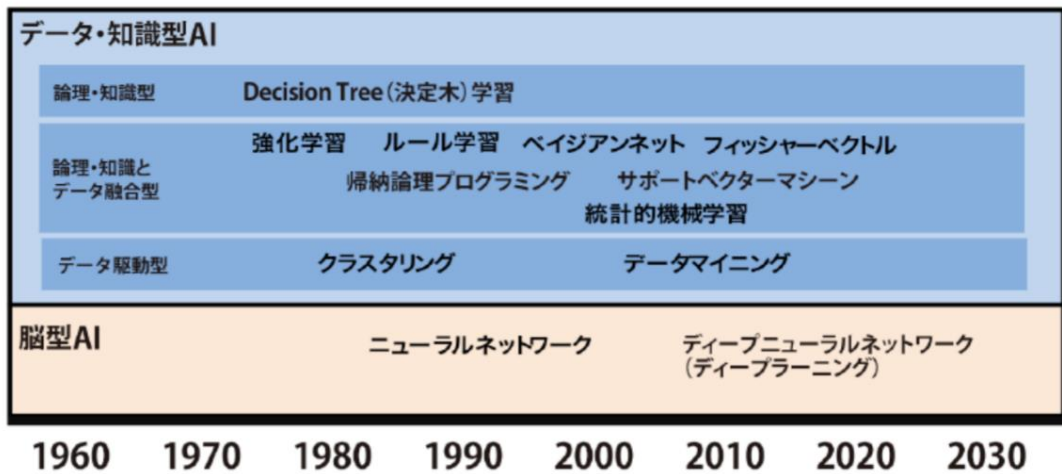 データ・知識型AI
論理・知識型
Decision Tree(決定木)学習
論理・知識と
データ融合型
強化学習 ルール学習 ベイジアンネット フィッシャーベクトル
帰納論理プログラミング サポートベクターマシーン
統計的機械学習
データ駆動型
クラスタリング データマイニング
脳型AI
ニューラルネットワーク
ディープニューラルネットワーク
(ディープラーニング)
1960 1970 1980 1990 2000 2010 2020 2030